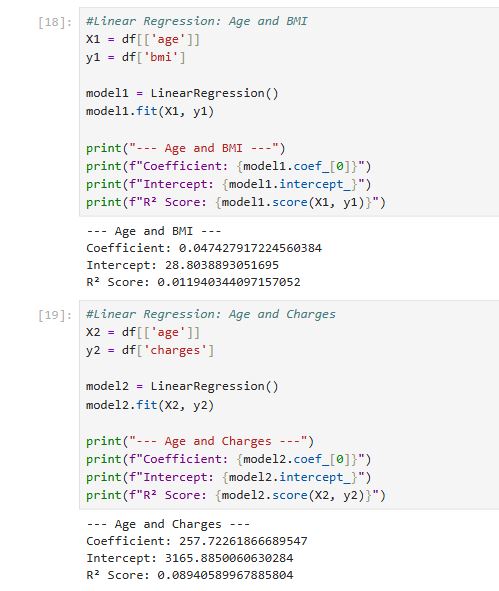 [18]: #Linear Regression: Age and BMI
X1 = df[['age']]
y1 = df['bmi']
model1 = LinearRegression()
model1.fit(X1, y1)
print("--- Age and BMI ---")
print(f"Coefficient: {model1.coef_[0]}")
print(f"Intercept: {model1.intercept_}")
print(f"R² Score: {model1.score(X1, y1)}")
--- Age and BMI ---
Coefficient: 0.047427917224560384
Intercept: 28.8038893051695
R² Score: 0.011940344097157052
[19]: #Linear Regression: Age and Charges
X2 = df[['age']]
y2 = df['charges']
model2 = LinearRegression()
model2.fit(X2, y2)
print("--- Age and Charges ---")
print(f"Coefficient: {model2.coef_[0]}")
print(f"Intercept: {model2.intercept_}")
print(f"R² Score: {model2.score(X2, y2)}")
--- Age and Charges ---
Coefficient: 257.72261866689547
Intercept: 3165.8850060630284
R² Score: 0.08940589967885804